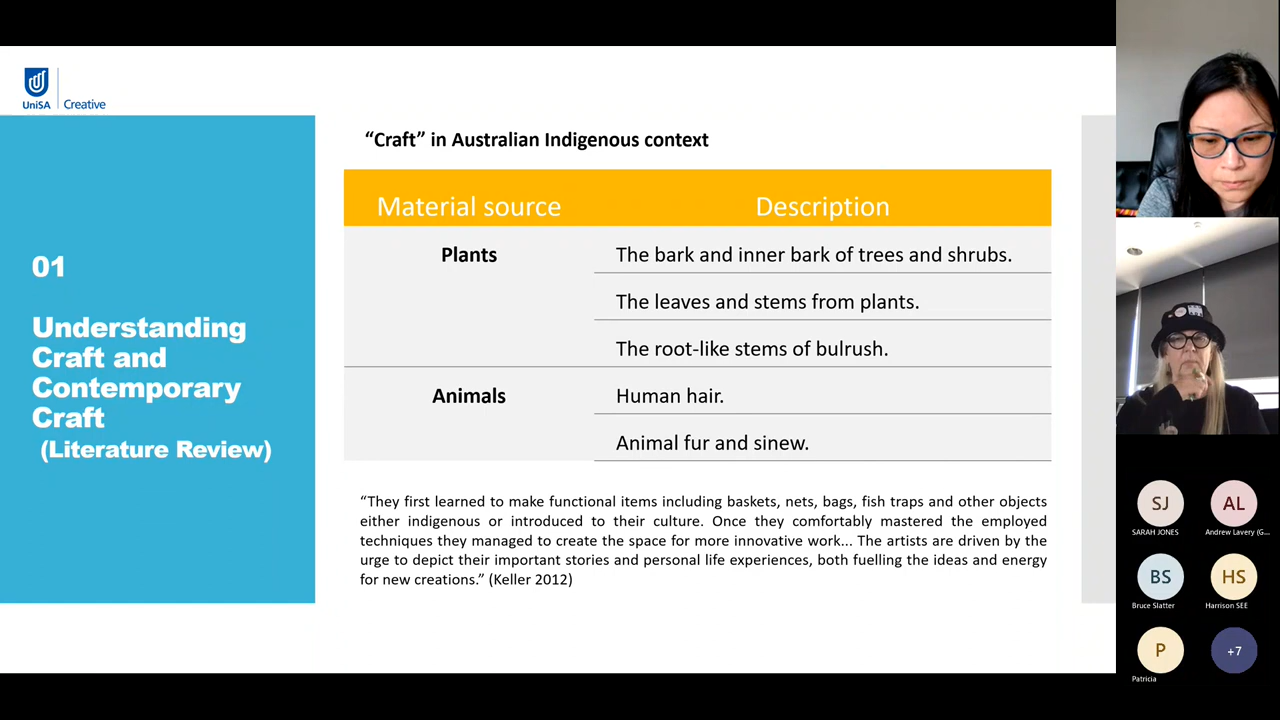 UniSA
Creative
01
Understanding
Craft and
Contemporary
Craft
(Literature Review)
“Craft” in Australian Indigenous context
Material source
Description
Plants
The bark and inner bark of trees and shrubs.
The leaves and stems from plants.
The root-like stems of bulrush.
Animals
Human hair.
Animal fur and sinew.
“They first learned to make functional items including baskets, nets, bags, fish traps and other objects
either indigenous or introduced to their culture. Once they comfortably mastered the employed
techniques they managed to create the space for more innovative work... The artists are driven by the
urge to depict their important stories and personal life experiences, both fuelling the ideas and energy
for new creations.” (Keller 2012)
SJ
SARAH JONES
AL
Andrew Lavery (G...
BS
Bruce Slatter
HS
Harrison SEE
P
Patricia
+7